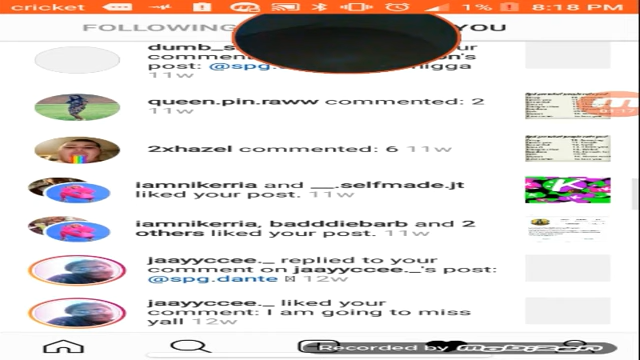 cricket 1% 8:18 PM
FOLLOWING YOU
dumb_s
your
comment 's
post: @spg. nigga
11w
queen.pin.raww commented: 2
11w
2xhazel commented: 6 11w
iamnikerria and __.selfmade.jt
liked your post. 11w
iamnikerria, badddiebarb and 2
others liked your post. 11w
jaayyccee._ replied to your
comment on jaayyccee._'s post:
@spg.dante 12w
jaayyccee._ liked your
comment: I am going to miss
yall 12w
Recorded by Mobizen